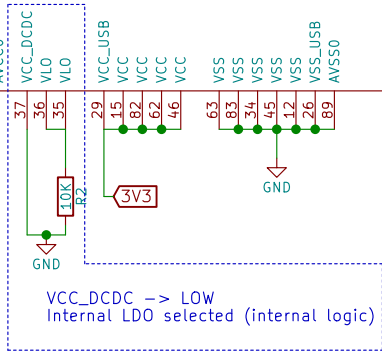 AVCC0
VCC_DCDC
VLO
VLO
VCC_USB
VCC
VCC
VCC
VCC
VSS
VSS
VSS
VSS
VSS
VSS_USB
AVSS0
37
36
35
29
15
82
62
46
63
83
34
45
12
26
89
10K
R2
3V3
GND
GND
VCC_DCDC -> LOW
Internal LDO selected (internal logic)